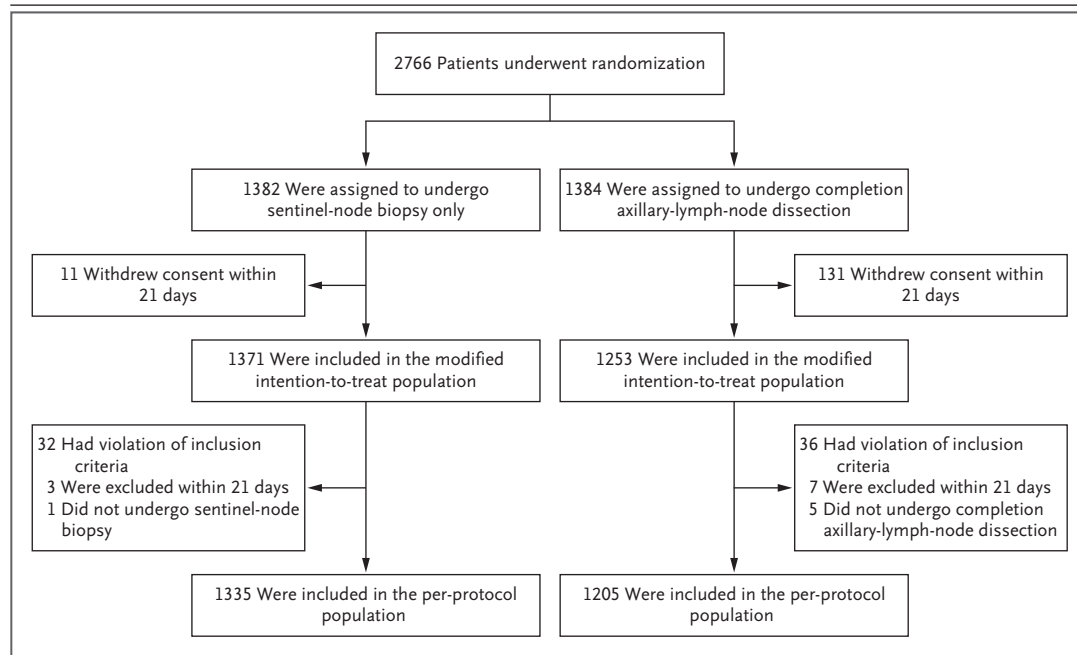 2766 Patients underwent randomization
1382 Were assigned to undergo
sentinel-node biopsy only
1384 Were assigned to undergo completion
axillary-lymph-node dissection
11 Withdrew consent within
21 days
131 Withdrew consent within
21 days
1371 Were included in the modified
intention-to-treat population
1253 Were included in the modified
intention-to-treat population
32 Had violation of inclusion
criteria
3 Were excluded within 21 days
1 Did not undergo sentinel-node
biopsy
36 Had violation of inclusion
criteria
7 Were excluded within 21 days
5 Did not undergo completion
axillary-lymph-node dissection
1335 Were included in the per-protocol
population
1205 Were included in the per-protocol
population